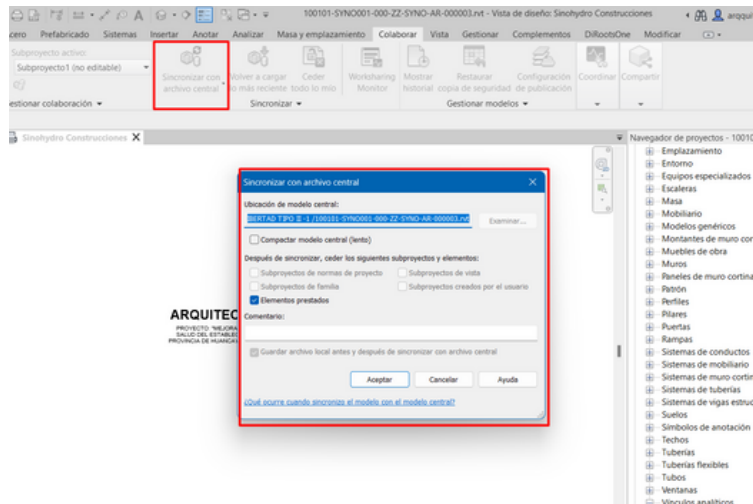 100101-SYNO001-000-ZZ-SYNO-AR-000003.rvt - Vista de diseño: Sinohydro Construcciones
arqqui
cero Prefabricado Sistemas Insertar Anotar Analizar Masa y emplazamiento Colaborar Vista Gestionar Complementos DiRootsOne Modificar
Subproyecto activo:
Subproyecto1 (no editable)
estionar colaboración
Sincronizar con archivo central
Volver a cargar lo más reciente
Ceder todo lo mío
Worksharing Monitor
Sincronizar
Mostrar historial
Restaurar copia de seguridad
Configuración de publicación
Gestionar modelos
Coordinar
Compartir
Sinohydro Construcciones
Navegador de proyectos - 10010
Emplazamiento
Entorno
Equipos especializados
Escaleras
Masa
Mobiliario
Modelos genéricos
Montantes de muro cor
Muebles de obra
Muros
Paneles de muro cortina
Patrón
Perfiles
Pilares
Puertas
Rampas
Sistemas de conductos
Sistemas de mobiliario
Sistemas de muro cortin
Sistemas de tuberías
Sistemas de vigas estruc
Suelos
Símbolos de anotación
Techos
Tuberías
Tuberías flexibles
Tubos
Ventanas
Vínculos analíticos
ARQUITEC
PROYECTO: "MEJORA
SALUD DEL ESTABLE
PROVINCIA DE HUANCA
Sincronizar con archivo central
Ubicación de modelo central:
BERTAD TIPO II -1 /100101-SYNO001-000-ZZ-SYNO-AR-000003.rvt
Examinar...
Compactar modelo central (lento)
Después de sincronizar, ceder los siguientes subproyectos y elementos:
Subproyectos de normas de proyecto
Subproyectos de vista
Subproyectos de familia
Subproyectos creados por el usuario
Elementos prestados
Comentario:
Guardar archivo local antes y después de sincronizar con archivo central
Aceptar
Cancelar
Ayuda
¿Qué ocurre cuando sincronizo el modelo con el modelo central?